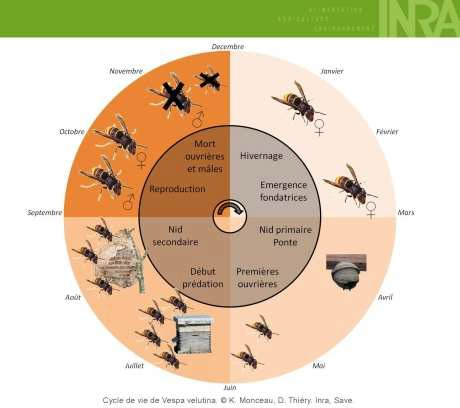 ALIMENTATION
AGRICULTURE
ENVIRONNEMENT
INRA
Decembre
Novembre
Janvier
Octobre
Février
Septembre
Mars
Août
Avril
Juillet
Mai
Juin
♂
♀
♀
♂
♀
Mort
ouvrières
et mâles
Hivernage
Reproduction
Emergence
fondatrices
Nid
secondaire
Nid primaire
Ponte
Début
prédation
Premières
ouvrières
Cycle de vie de Vespa velutina. © K. Monceau, D. Thiéry. Inra, Save.